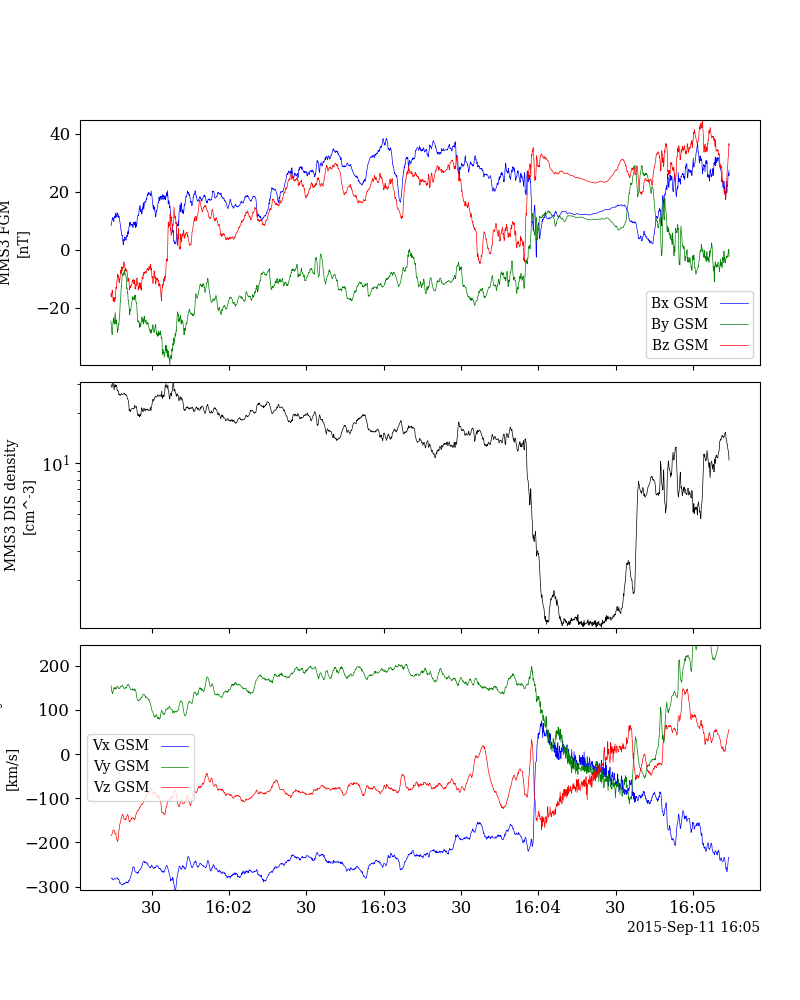 MMS3 FGM
[nT]
40
20
0
−20
Bx GSM
By GSM
Bz GSM
MMS3 DIS density
[cm^-3]
10^1
[km/s]
200
100
0
−100
−200
−300
Vx GSM
Vy GSM
Vz GSM
30
16:02
30
16:03
30
16:04
30
16:05
2015-Sep-11 16:05